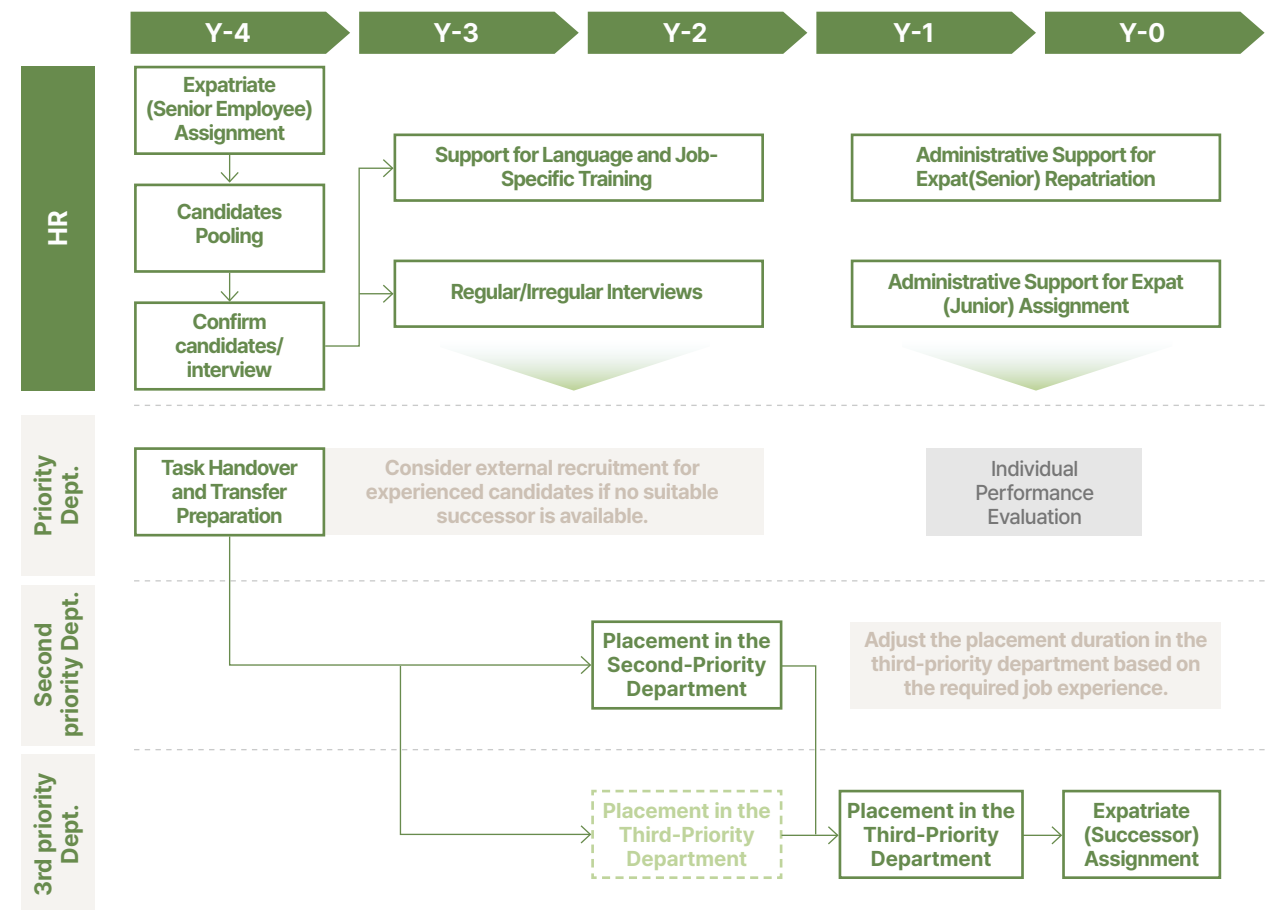 Y-4
Y-3
Y-2
Y-1
Y-0
HR
Expatriate
(Senior Employee)
Assignment
Candidates
Pooling
Confirm
candidates/
interview
Support for Language and Job-
Specific Training
Regular/Irregular Interviews
Administrative Support for
Expat(Senior) Repatriation
Administrative Support for Expat
(Junior) Assignment
Priority
Dept.
Task Handover
and Transfer
Preparation
Consider external recruitment for
experienced candidates if no suitable
successor is available.
Individual
Performance
Evaluation
Second
priority Dept.
Placement in the
Second-Priority
Department
Adjust the placement duration in the
third-priority department based on
the required job experience.
3rd priority
Dept.
Placement in the
Third-Priority
Department
Placement in the
Third-Priority
Department
Expatriate
(Successor)
Assignment